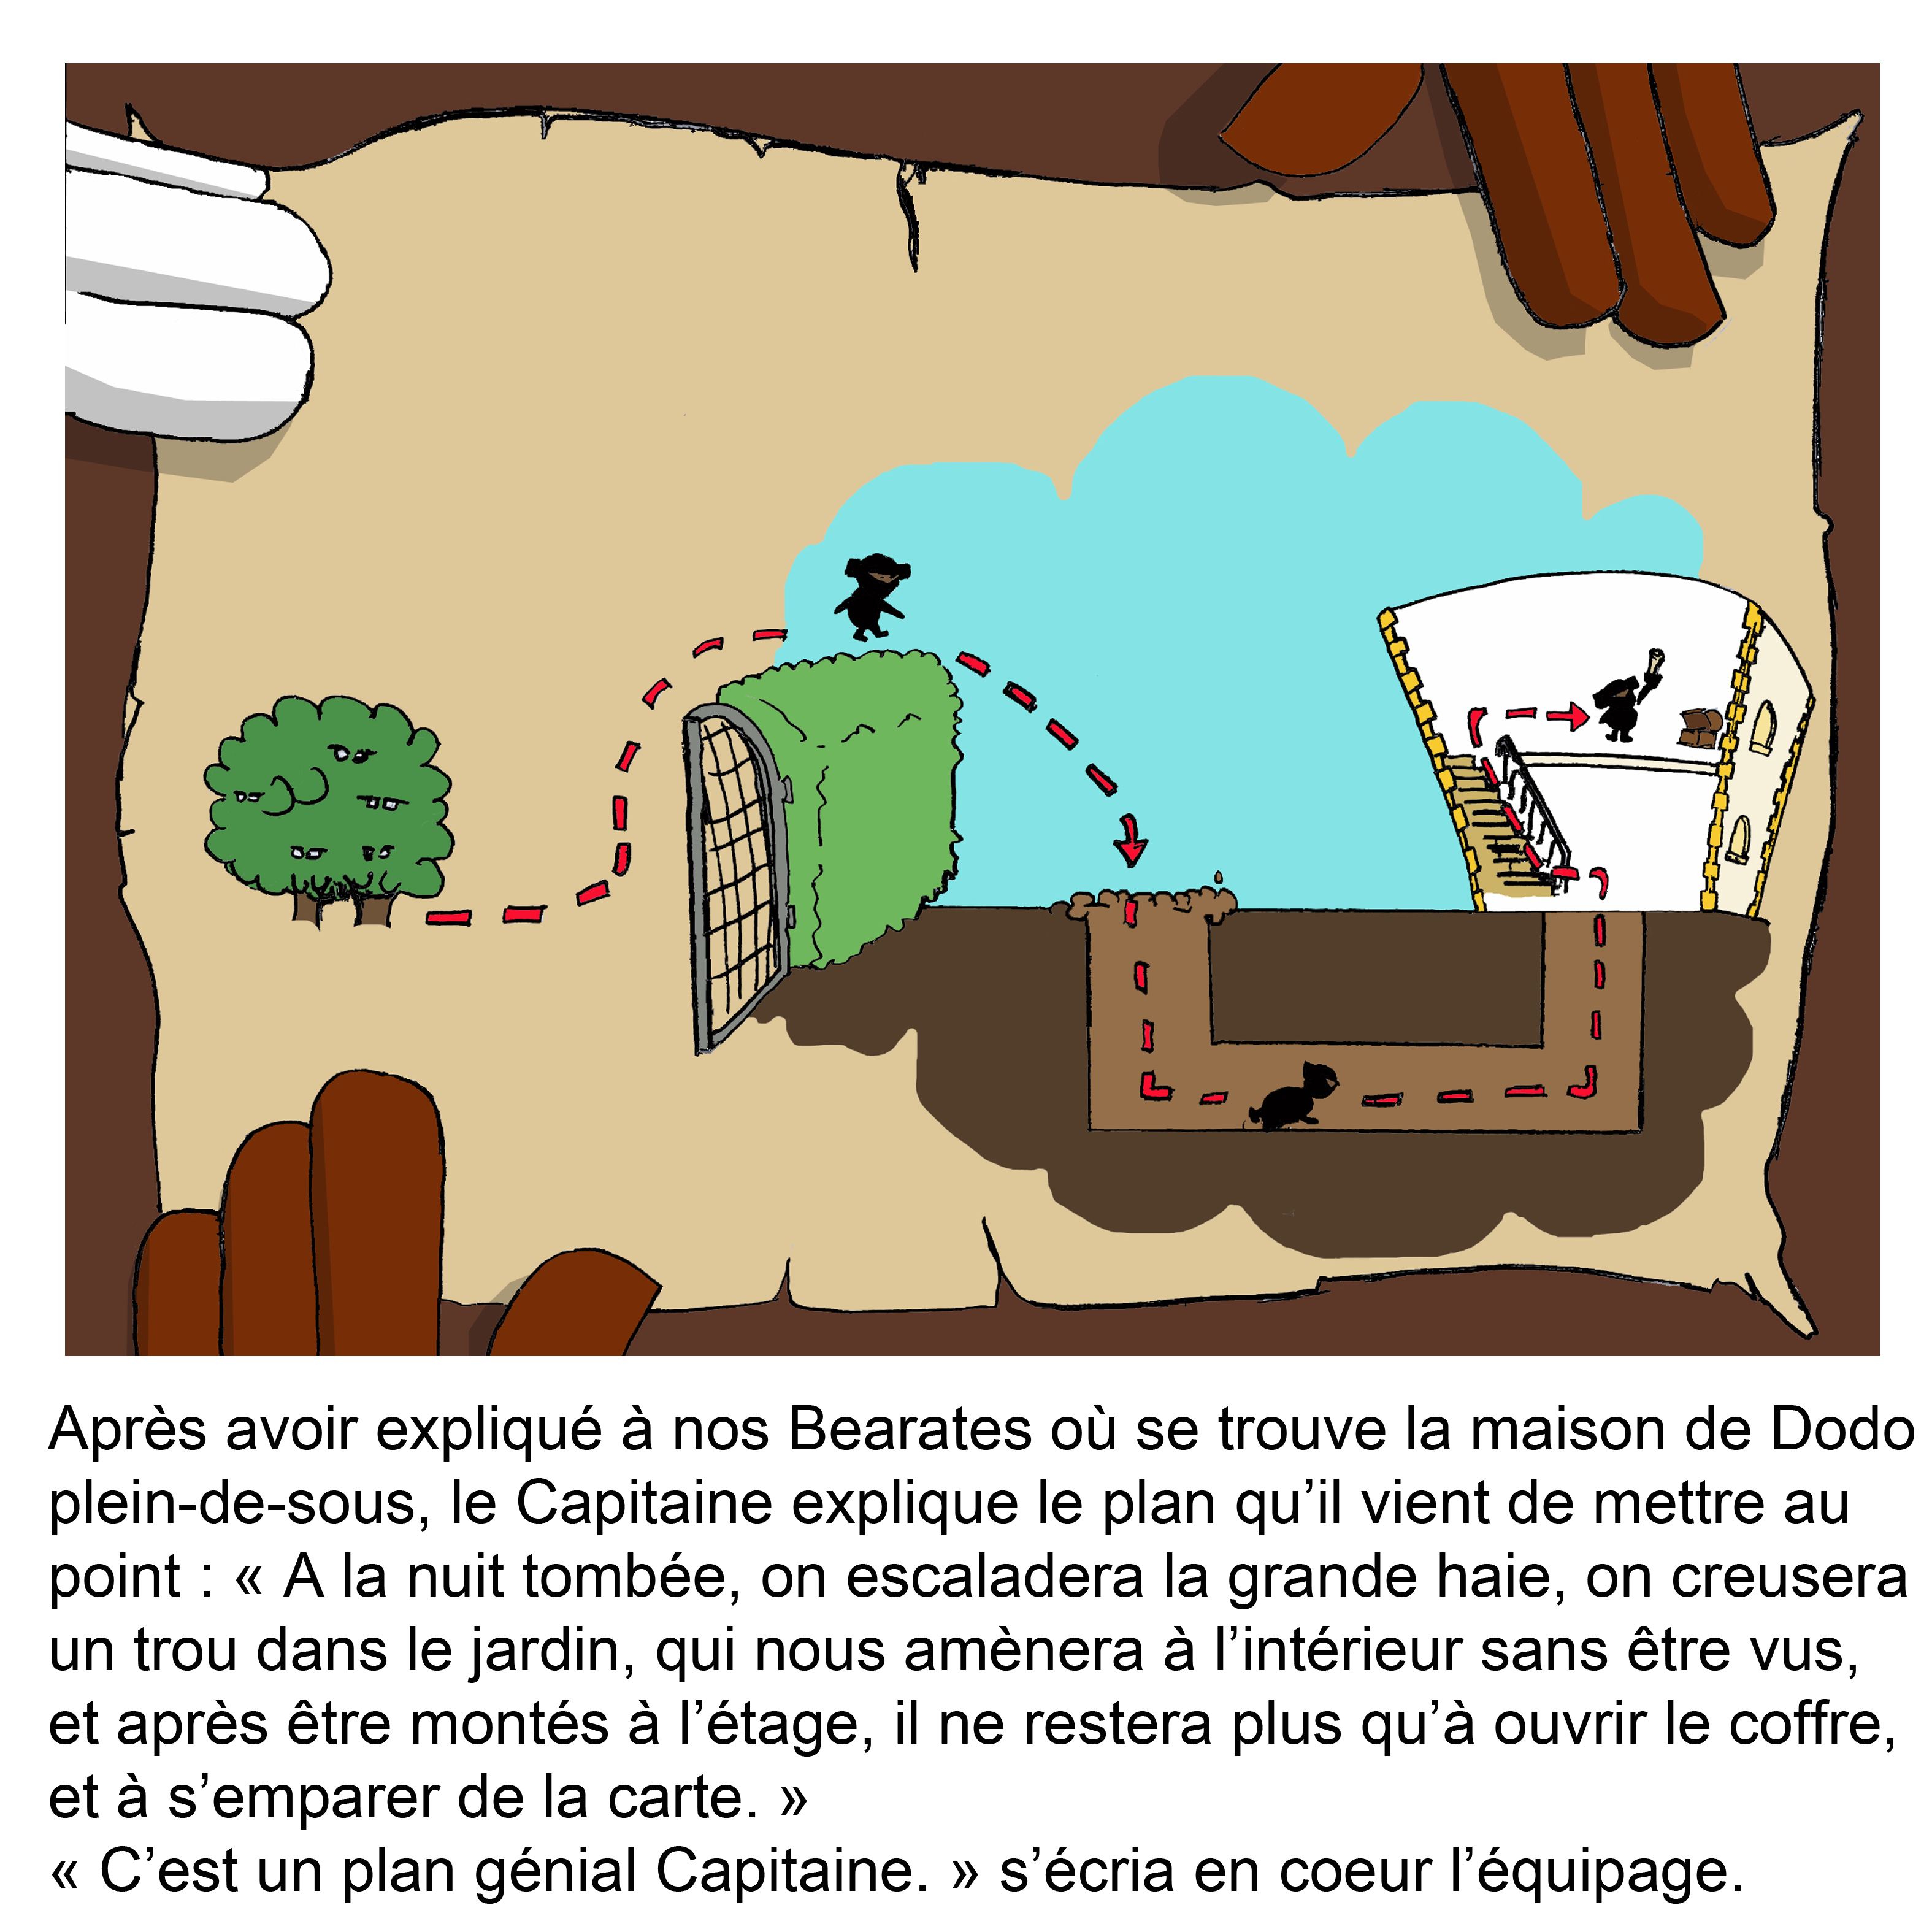 Après avoir expliqué à nos Bearates où se trouve la maison de Dodo
plein-de-sous, le Capitaine explique le plan qu’il vient de mettre au
point : « A la nuit tombée, on escaladera la grande haie, on creusera
un trou dans le jardin, qui nous amènera à l’intérieur sans être vus,
et après être montés à l’étage, il ne restera plus qu’à ouvrir le coffre,
et à s’emparer de la carte. »
« C’est un plan génial Capitaine. » s’écria en coeur l’équipage.